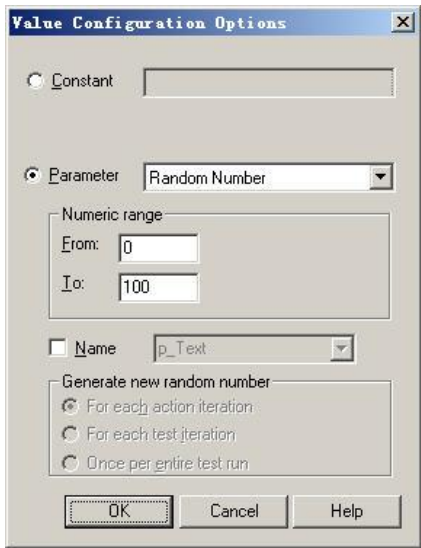 Value Configuration Options
Constant
Parameter Random Number
Numeric range
From: 0
To: 100
Name p_Text
Generate new random number
For each action iteration
For each test iteration
Once per entire test run
OK Cancel Help